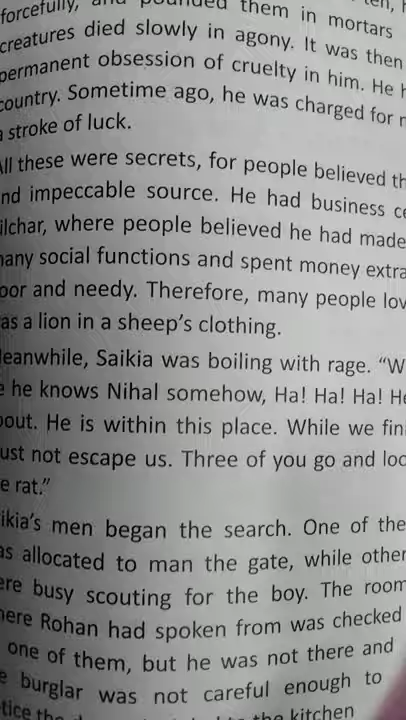 forcefully, and pounded them in mortars
creatures died slowly in agony. It was then
permanent obsession of cruelty in him. He h
country. Sometime ago, he was charged for
a stroke of luck.
All these were secrets, for people believed th
nd impeccable source. He had business ce
ilchar, where people believed he had made
many social functions and spent money extra
oor and needy. Therefore, many people lov
as a lion in a sheep's clothing.
Meanwhile, Saikia was boiling with rage. "W
e he knows Nihal somehow, Ha! Ha! Ha! He
bout. He is within this place. While we fin
ust not escape us. Three of you go and loc
e rat."
ikia's men began the search. One of the
as allocated to man the gate, while other
ere busy scouting for the boy. The room
here Rohan had spoken from was checked
one of them, but he was not there and
e burglar was not careful enough to
tice the
the kitchen